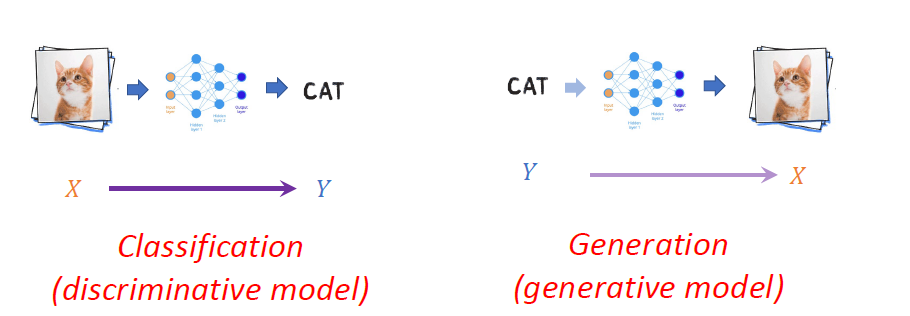 CAT
Input
layer
Hidden
layer 1
Hidden
layer 2
Output
layer
X
Y
Classification
(discriminative model)
CAT
Input
layer
Hidden
layer 1
Hidden
layer 2
Output
layer
Y
X
Generation
(generative model)